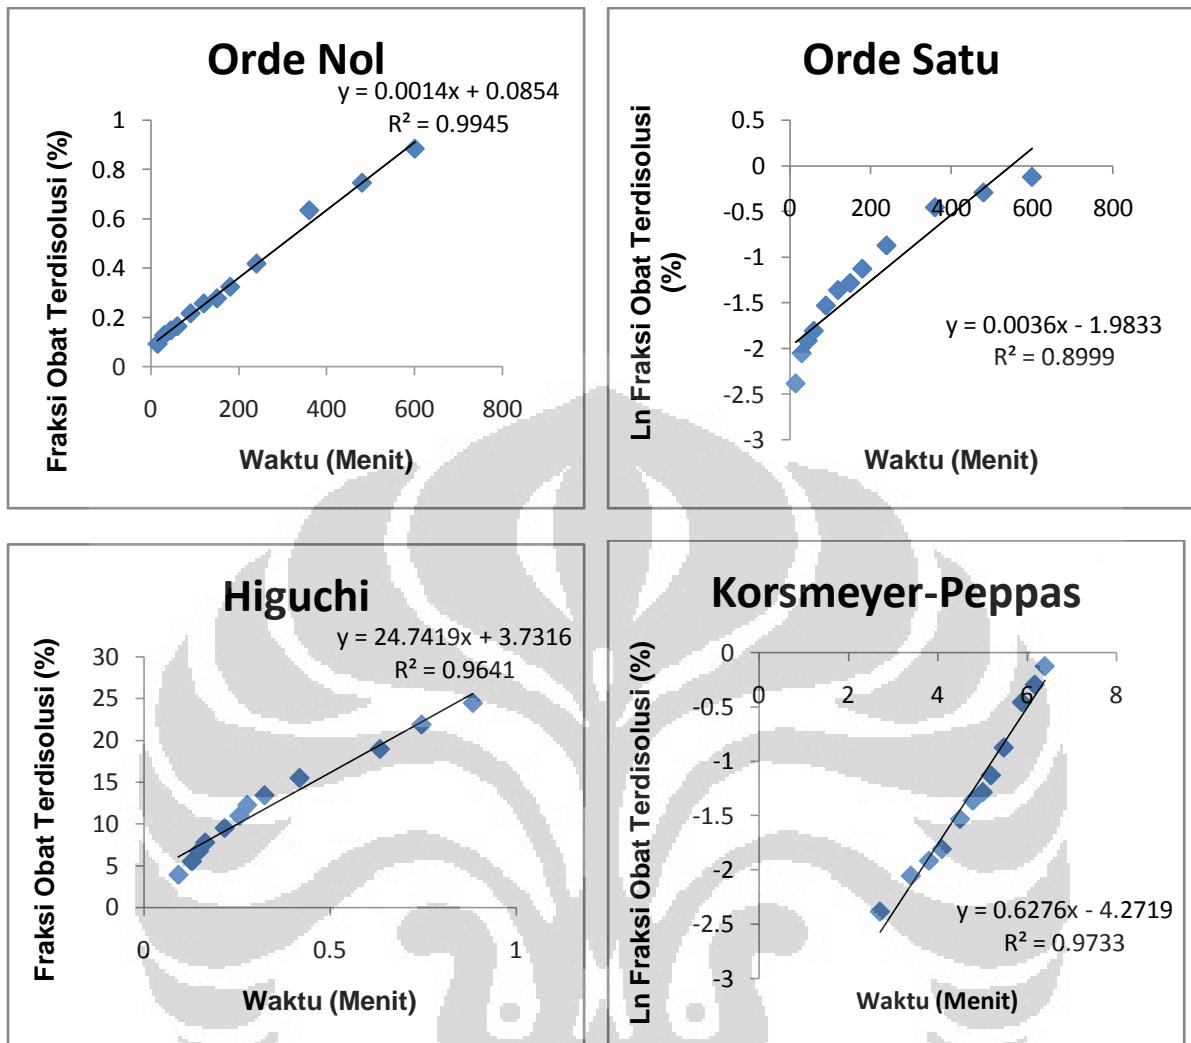 Orde Nol
y = 0.0014x + 0.0854
R² = 0.9945
Fraksi Obat Terdisolusi (%)
1
0.8
0.6
0.4
0.2
0
0 200 400 600 800
Waktu (Menit)
Orde Satu
Ln Fraksi Obat Terdisolusi
(%)
0.5
0
-0.5
-1
-1.5
-2
-2.5
-3
0 200 400 600 800
y = 0.0036x - 1.9833
R² = 0.8999
Waktu (Menit)
Higuchi
y = 24.7419x + 3.7316
R² = 0.9641
Fraksi Obat Terdisolusi (%)
30
25
20
15
10
5
0
0 0.5 1
Waktu (Menit)
Korsmeyer-Peppas
Ln Fraksi Obat Terdisolusi (%)
0
-0.5
-1
-1.5
-2
-2.5
-3
0 2 4 6 8
y = 0.6276x - 4.2719
R² = 0.9733
Waktu (Menit)